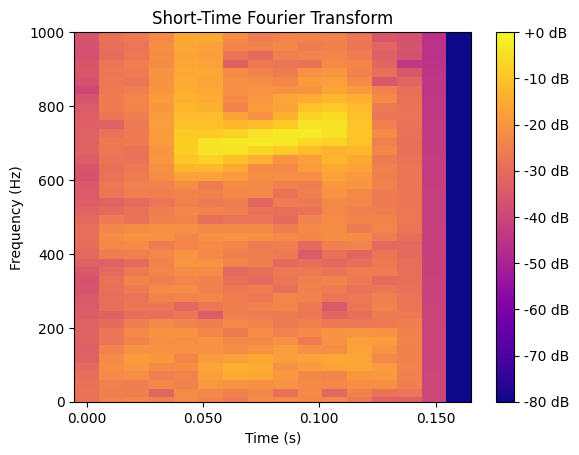 Short-Time Fourier Transform
1000
800
600
400
200
0
Frequency (Hz)
0.000
0.050
0.100
0.150
Time (s)
+0 dB
-10 dB
-20 dB
-30 dB
-40 dB
-50 dB
-60 dB
-70 dB
-80 dB